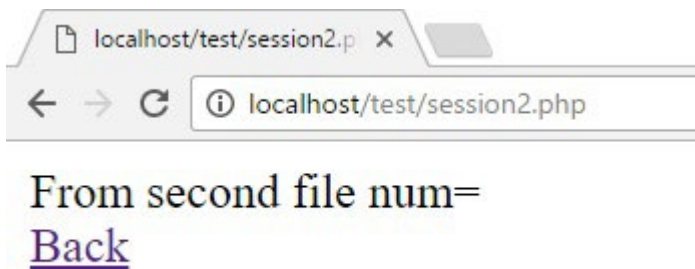 localhost/test/session2.p
localhost/test/session2.php
From second file num=
Back